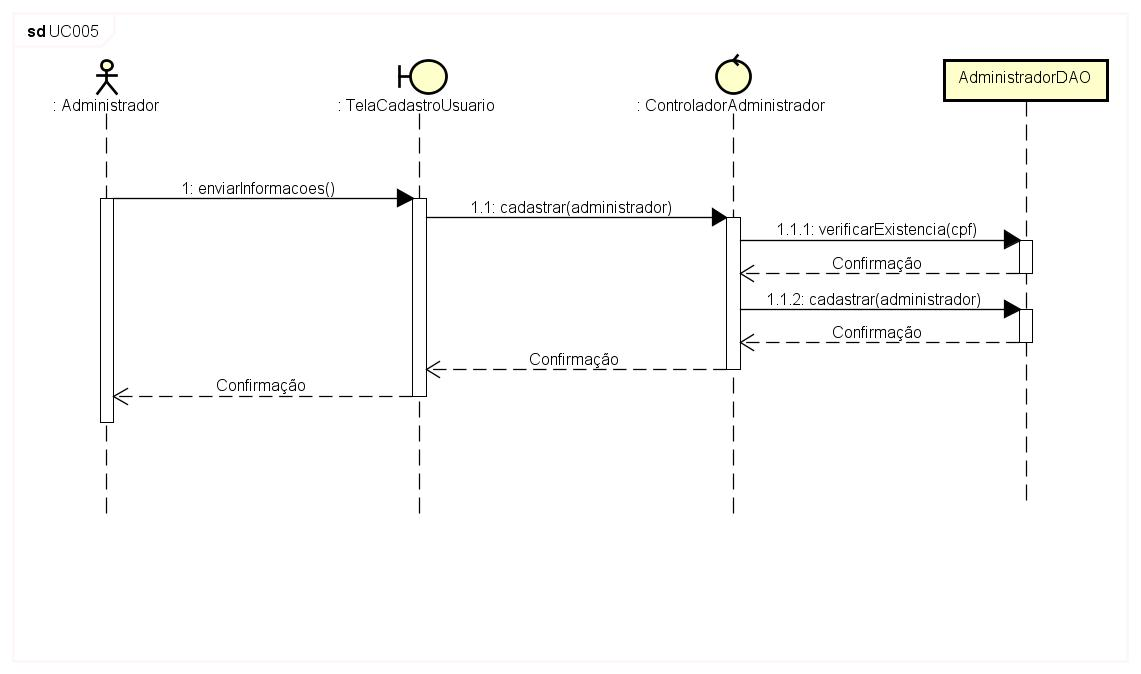 sd UC005
: Administrador
: TelaCadastroUsuario
: ControladorAdministrador
AdministradorDAO
1: enviarInformacoes()
1.1: cadastrar(administrador)
1.1.1: verificarExistencia(cpf)
Confirmação
1.1.2: cadastrar(administrador)
Confirmação
Confirmação
Confirmação